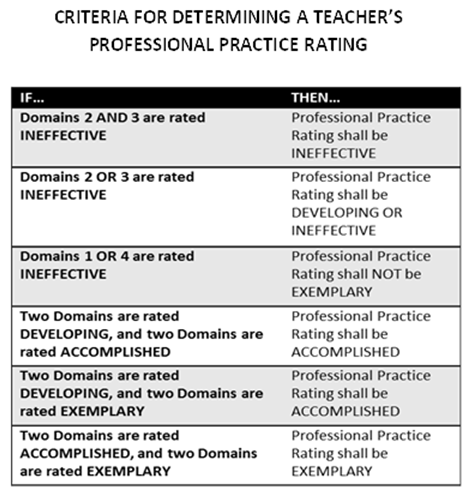 CRITERIA FOR DETERMINING A TEACHER'S
PROFESSIONAL PRACTICE RATING
IF... THEN...
Domains 2 AND 3 are rated Professional Practice
INEFFECTIVE Rating shall be
INEFFECTIVE
Domains 2 OR 3 are rated Professional Practice
INEFFECTIVE Rating shall be
DEVELOPING OR
INEFFECTIVE
Domains 1 OR 4 are rated Professional Practice
INEFFECTIVE Rating shall NOT be
EXEMPLARY
Two Domains are rated Professional Practice
DEVELOPING, and two Domains are Rating shall be
rated ACCOMPLISHED ACCOMPLISHED
Two Domains are rated Professional Practice
DEVELOPING, and two Domains are Rating shall be
rated EXEMPLARY ACCOMPLISHED
Two Domains are rated Professional Practice
ACCOMPLISHED, and two Domains Rating shall be
are rated EXEMPLARY EXEMPLARY